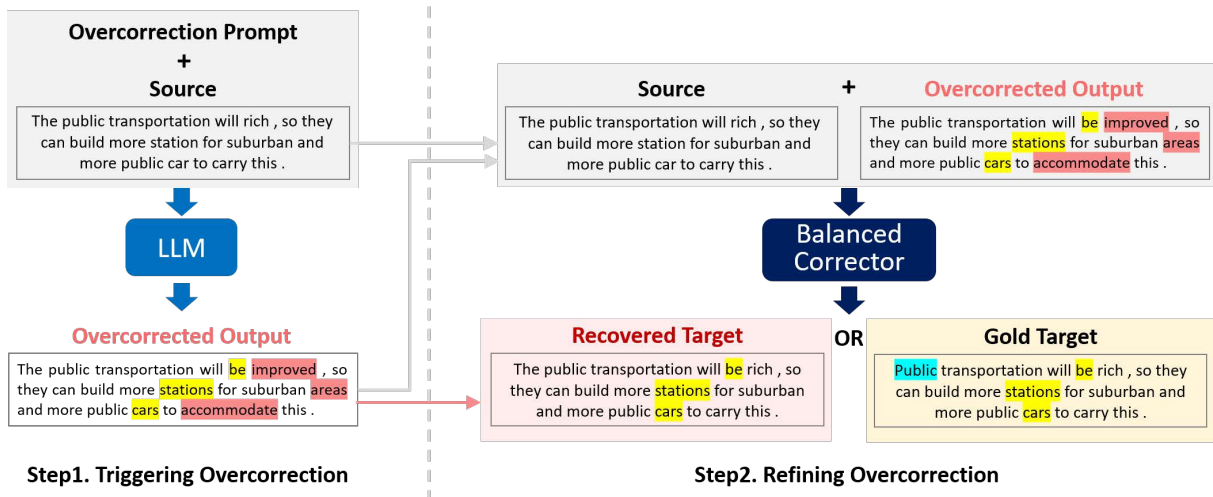 Overcorrection Prompt
+
Source
The public transportation will rich , so they
can build more station for suburban and
more public car to carry this .
LLM
Overcorrected Output
The public transportation will be improved , so
they can build more stations for suburban areas
and more public cars to accommodate this .
Step1. Triggering Overcorrection
Source + Overcorrected Output
The public transportation will rich , so they
can build more station for suburban and
more public car to carry this .
The public transportation will be improved , so
they can build more stations for suburban areas
and more public cars to accommodate this .
Balanced
Corrector
Recovered Target
The public transportation will be rich , so
they can build more stations for suburban
and more public cars to carry this .
OR
Gold Target
Public transportation will be rich , so they
can build more stations for suburban and
more public cars to carry this .
Step2. Refining Overcorrection